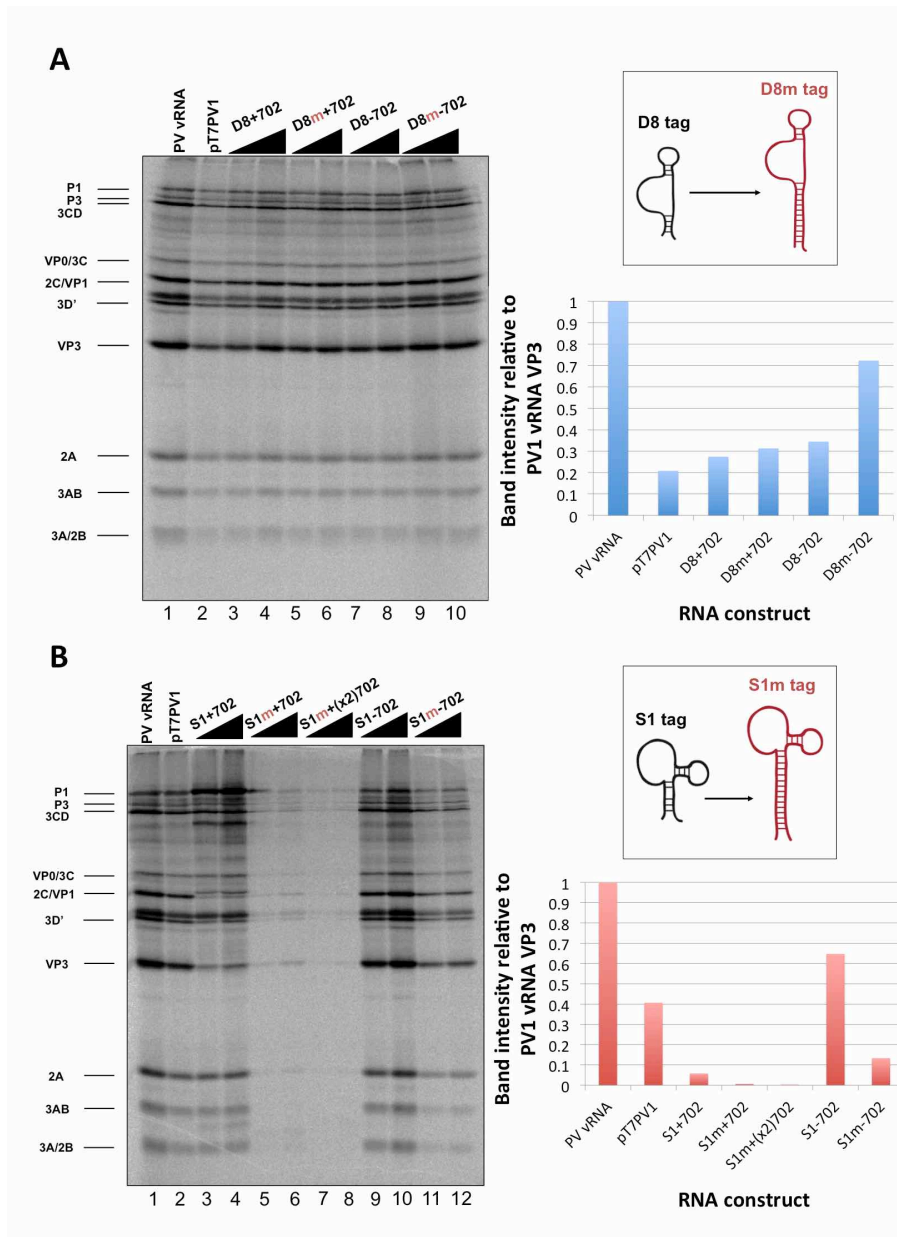 A
PV vRNA
pT7PV1
D8+702
D8m+702
D8-702
D8m-702
P1
P3
3CD
VP0/3C
2C/VP1
3D'
VP3
2A
3AB
3A/2B
1 2 3 4 5 6 7 8 9 10
D8 tag
D8m tag
Band intensity relative to
PV1 vRNA VP3
1
0.9
0.8
0.7
0.6
0.5
0.4
0.3
0.2
0.1
0
PV vRNA
pT7PV1
D8+702
D8m+702
D8-702
D8m-702
RNA construct
B
PV vRNA
pT7PV1
S1+702
S1m+702
S1m+(x2)702
S1-702
S1m-702
P1
P3
3CD
VP0/3C
2C/VP1
3D'
VP3
2A
3AB
3A/2B
1 2 3 4 5 6 7 8 9 10 11 12
S1 tag
S1m tag
Band intensity relative to
PV1 vRNA VP3
1
0.9
0.8
0.7
0.6
0.5
0.4
0.3
0.2
0.1
0
PV vRNA
pT7PV1
S1+702
S1m+702
S1m+(x2)702
S1-702
S1m-702
RNA construct